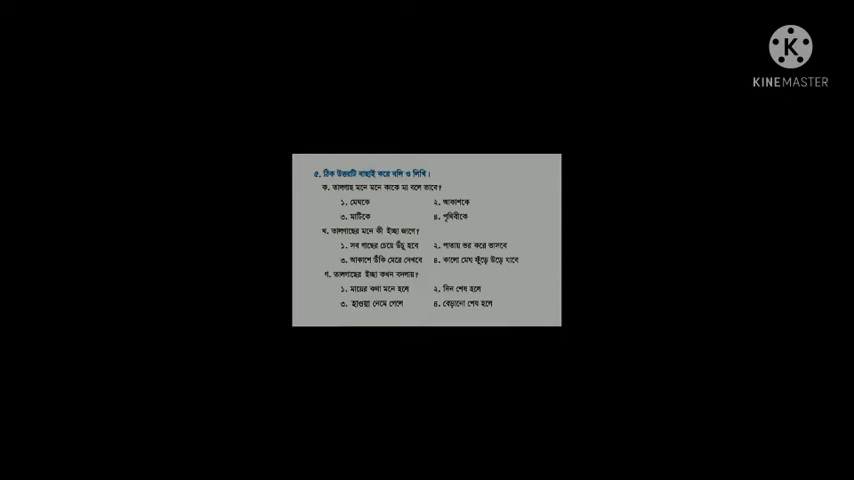 KINEMASTER
৫. ঠিক উত্তরটি বাছাই করে বলি ও লিখি।
ক. তালগাছ মনে মনে কাকে মা বলে ভাবে?
১. মেঘকে ২. আকাশকে
৩. মাটিকে ৪. পৃথিবীকে
খ. তালগাছের মনে কী ইচ্ছা জাগে?
১. সব গাছের চেয়ে উঁচু হবে ২. পাতায় ভর করে ভাসবে
৩. আকাশে উঁকি মেরে দেখবে ৪. কালো মেঘ ফুঁড়ে উড়ে যাবে
গ. তালগাছের ইচ্ছা কখন বদলায়?
১. মায়ের কথা মনে হলে ২. দিন শেষ হলে
৩. হাওয়া নেমে গেলে ৪. বেড়ানো শেষ হলে